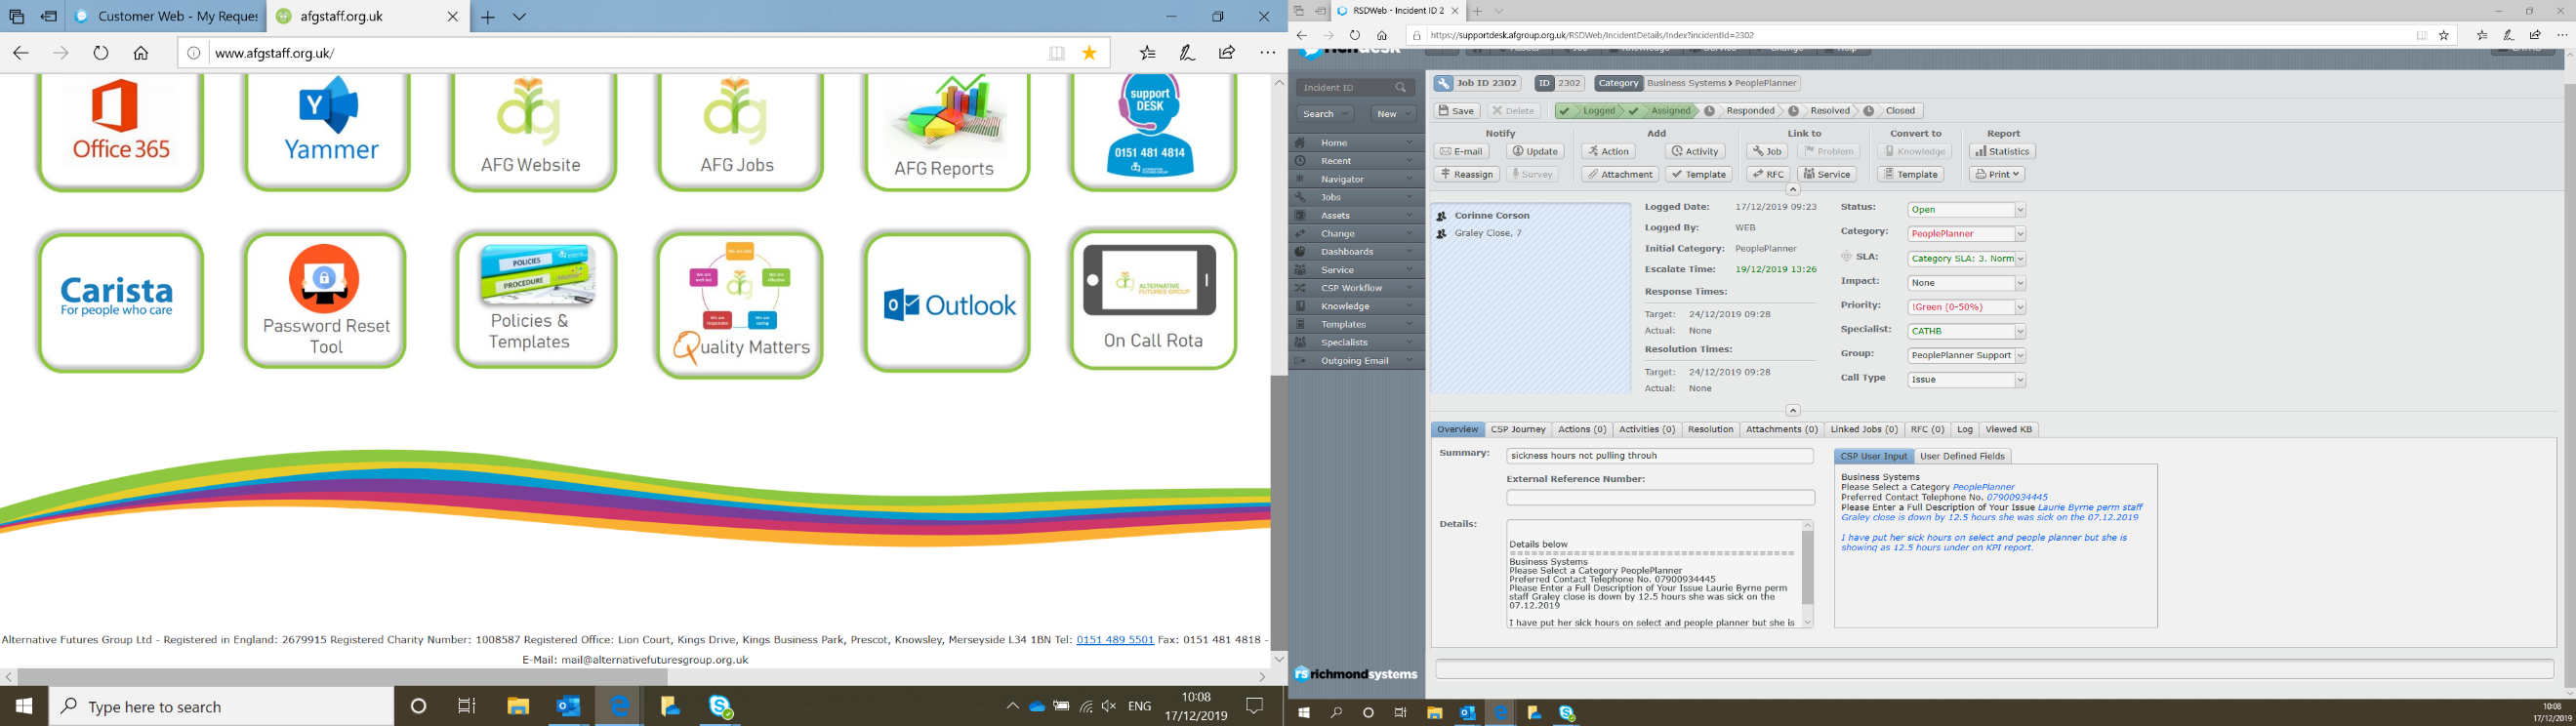 Customer Web - My Reques
afgstaff.org.uk
www.afgstaff.org.uk/
Office 365
Yammer
AFG Website
AFG Jobs
AFG Reports
support
DESK
0151 481 4814
Carista
For people who care
Password Reset
Tool
POLICIES
PROCEDURE
Policies &
Templates
Quality Matters
Outlook
ALTERNATIVE
FUTURES GROUP
On Call Rota
Alternative Futures Group Ltd - Registered in England: 2679915 Registered Charity Number: 1008587 Registered Office: Lion Court, Kings Drive, Kings Business Park, Prescot, Knowsley, Merseyside L34 1BN Tel: 0151 489 5501 Fax: 0151 481 4818 -
E-Mail: mail@alternativefuturesgroup.org.uk
Type here to search
ENG
10:08
17/12/2019
RSDWeb - Incident ID 2
https://supportdesk.afgroup.org.uk/RSDWeb/IncidentDetails/Index?incidentId=2302
Incident ID
Search
New
Home
Recent
Navigator
Jobs
Assets
Change
Dashboards
Service
CSP Workflow
Knowledge
Templates
Specialists
Outgoing Email
richmondsystems
Job ID 2302
ID 2302
Category Business Systems > PeoplePlanner
Save
Delete
Logged
Assigned
Responded
Resolved
Closed
Notify
Add
Link to
Convert to
Report
E-mail
Update
Action
Activity
Job
Problem
Knowledge
Statistics
Reassign
Survey
Attachment
Template
RFC
Service
Template
Print
Corinne Corson
Graley Close, 7
Logged Date: 17/12/2019 09:23
Logged By: WEB
Initial Category: PeoplePlanner
Escalate Time: 19/12/2019 13:26
Response Times:
Target: 24/12/2019 09:28
Actual: None
Resolution Times:
Target: 24/12/2019 09:28
Actual: None
Status: Open
Category: PeoplePlanner
SLA: Category SLA: 3. Norm
Impact: None
Priority: !Green (0-50%)
Specialist: CATHB
Group: PeoplePlanner Support
Call Type Issue
Overview
CSP Journey
Actions (0)
Activities (0)
Resolution
Attachments (0)
Linked Jobs (0)
RFC (0)
Log
Viewed KB
Summary: sickness hours not pulling throuh
External Reference Number:
Details:
Details below
==========================================
Business Systems
Please Select a Category PeoplePlanner
Preferred Contact Telephone No. 07900934445
Please Enter a Full Description of Your Issue Laurie Byrne perm
staff Graley close is down by 12.5 hours she was sick on the
07.12.2019
I have put her sick hours on select and people planner but she is
CSP User Input
User Defined Fields
Business Systems
Please Select a Category PeoplePlanner
Preferred Contact Telephone No. 07900934445
Please Enter a Full Description of Your Issue Laurie Byrne perm staff
Graley close is down by 12.5 hours she was sick on the 07.12.2019
I have put her sick hours on select and people planner but she is
showing as 12.5 hours under on KPI report.
10:08
17/12/2019